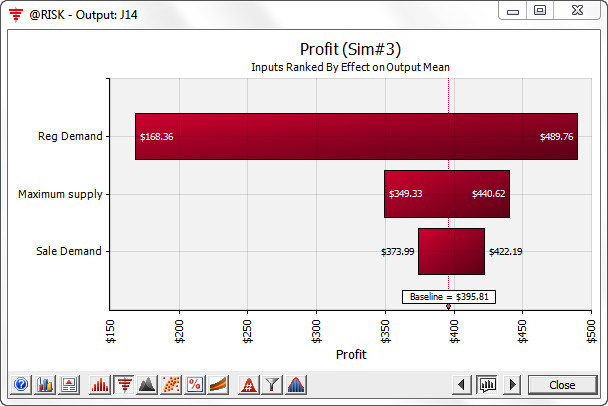 @RISK - Output: J14
Profit (Sim#3)
Inputs Ranked By Effect on Output Mean
Reg Demand
$168.36
$489.76
Maximum supply
$349.33
$440.62
Sale Demand
$373.99
$422.19
Baseline = $395.81
$150
$200
$250
$300
$350
$400
$450
$500
Profit
Close